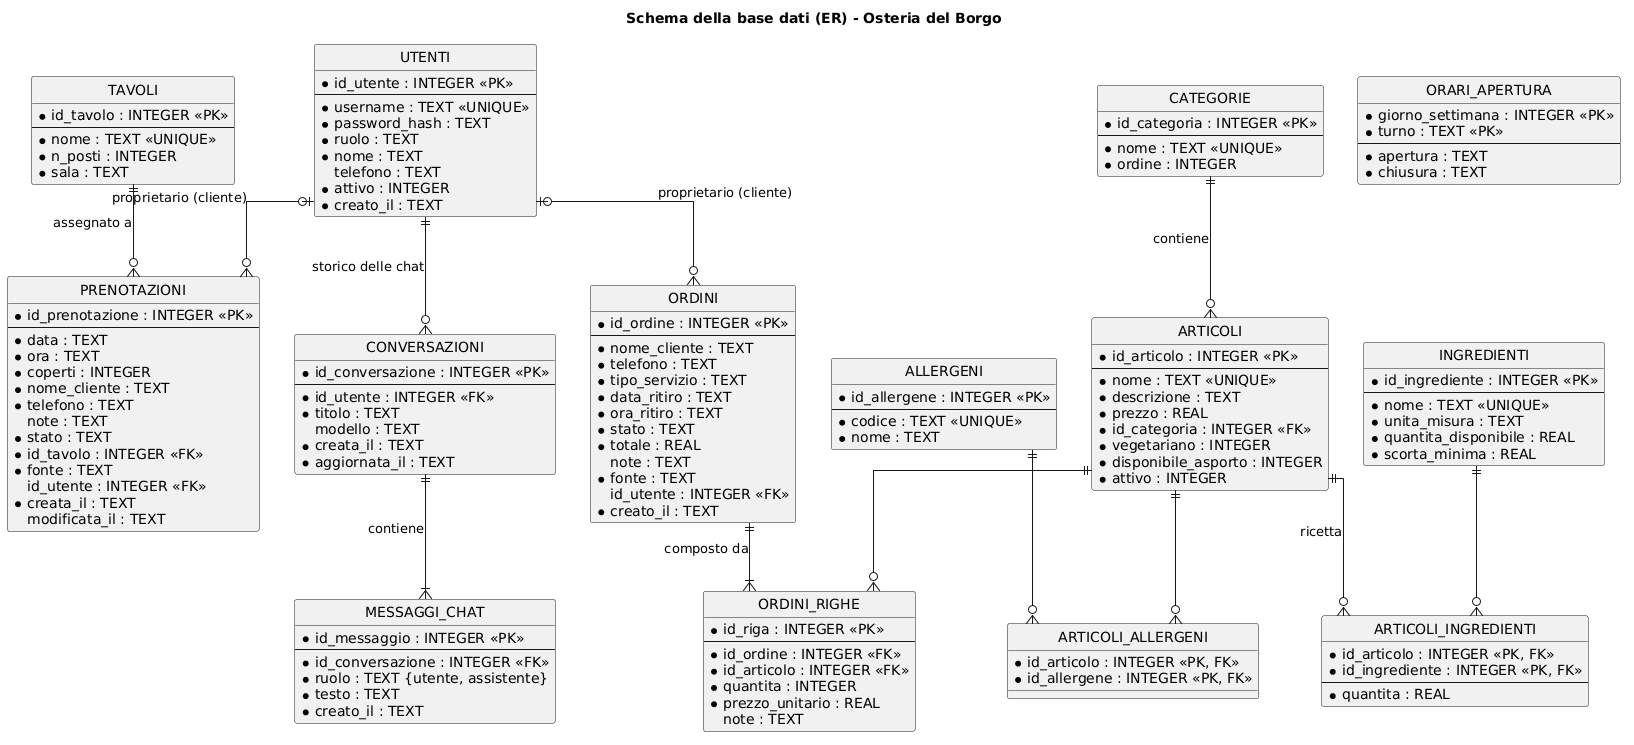 Schema della base dati (ER) - Osteria del Borgo
TAVOLI
id_tavolo : INTEGER «PK»
nome : TEXT «UNIQUE»
n_posti : INTEGER
sala : TEXT
UTENTI
id_utente : INTEGER «PK»
username : TEXT «UNIQUE»
password_hash : TEXT
ruolo : TEXT
nome : TEXT
telefono : TEXT
attivo : INTEGER
creato_il : TEXT
CATEGORIE
id_categoria : INTEGER «PK»
nome : TEXT «UNIQUE»
ordine : INTEGER
ORARI_APERTURA
giorno_settimana : INTEGER «PK»
turno : TEXT «PK»
apertura : TEXT
chiusura : TEXT
proprietario (cliente)
assegnato a
storico delle chat
proprietario (cliente)
contiene
PRENOTAZIONI
id_prenotazione : INTEGER «PK»
data : TEXT
ora : TEXT
coperti : INTEGER
nome_cliente : TEXT
telefono : TEXT
note : TEXT
stato : TEXT
id_tavolo : INTEGER «FK»
fonte : TEXT
id_utente : INTEGER «FK»
creata_il : TEXT
modificata_il : TEXT
CONVERSAZIONI
id_conversazione : INTEGER «PK»
id_utente : INTEGER «FK»
titolo : TEXT
modello : TEXT
creata_il : TEXT
aggiornata_il : TEXT
ORDINI
id_ordine : INTEGER «PK»
nome_cliente : TEXT
telefono : TEXT
tipo_servizio : TEXT
data_ritiro : TEXT
ora_ritiro : TEXT
stato : TEXT
totale : REAL
note : TEXT
fonte : TEXT
id_utente : INTEGER «FK»
creato_il : TEXT
ALLERGENI
id_allergene : INTEGER «PK»
codice : TEXT «UNIQUE»
nome : TEXT
ARTICOLI
id_articolo : INTEGER «PK»
nome : TEXT «UNIQUE»
descrizione : TEXT
prezzo : REAL
id_categoria : INTEGER «FK»
vegetariano : INTEGER
disponibile_asporto : INTEGER
attivo : INTEGER
INGREDIENTI
id_ingrediente : INTEGER «PK»
nome : TEXT «UNIQUE»
unita_misura : TEXT
quantita_disponibile : REAL
scorta_minima : REAL
contiene
composto da
ricetta
MESSAGGI_CHAT
id_messaggio : INTEGER «PK»
id_conversazione : INTEGER «FK»
ruolo : TEXT {utente, assistente}
testo : TEXT
creato_il : TEXT
ORDINI_RIGHE
id_riga : INTEGER «PK»
id_ordine : INTEGER «FK»
id_articolo : INTEGER «FK»
quantita : INTEGER
prezzo_unitario : REAL
note : TEXT
ARTICOLI_ALLERGENI
id_articolo : INTEGER «PK, FK»
id_allergene : INTEGER «PK, FK»
ARTICOLI_INGREDIENTI
id_articolo : INTEGER «PK, FK»
id_ingrediente : INTEGER «PK, FK»
quantita : REAL